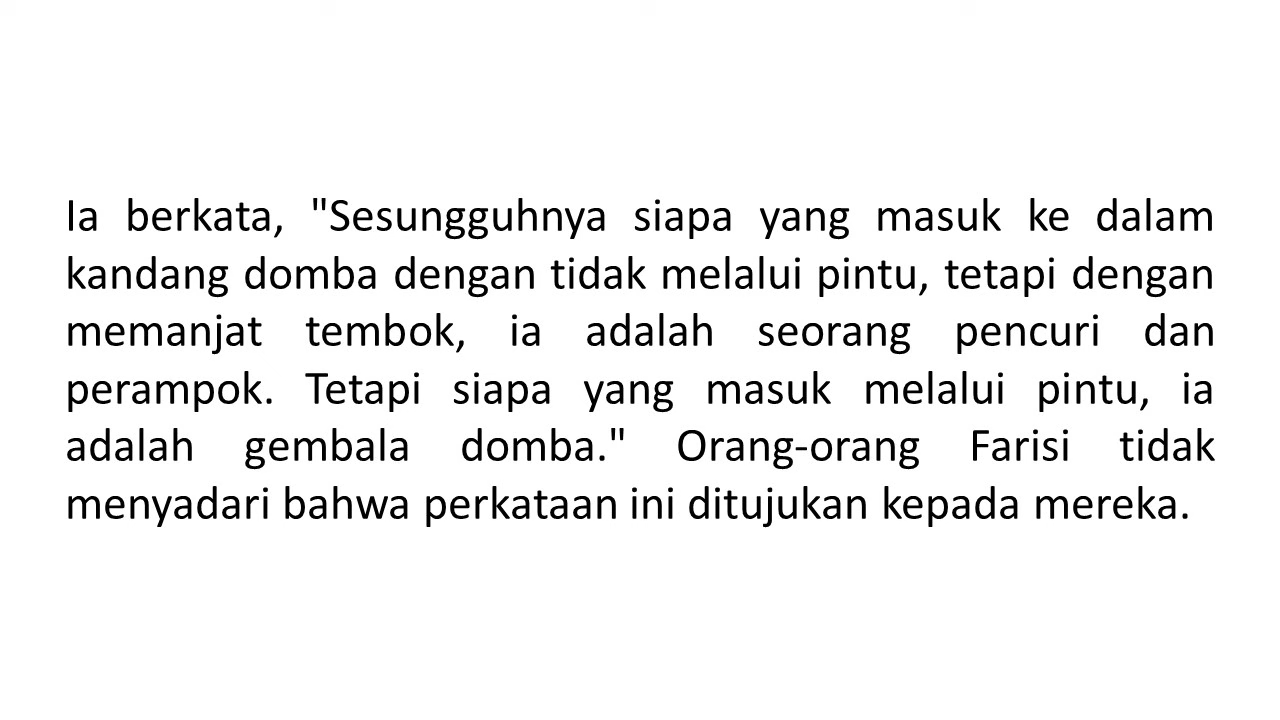 Ia berkata, "Sesungguhnya siapa yang masuk ke dalam
kandang domba dengan tidak melalui pintu, tetapi dengan
memanjat tembok, ia adalah seorang pencuri dan
perampok. Tetapi siapa yang masuk melalui pintu, ia
adalah gembala domba." Orang-orang Farisi tidak
menyadari bahwa perkataan ini ditujukan kepada mereka.